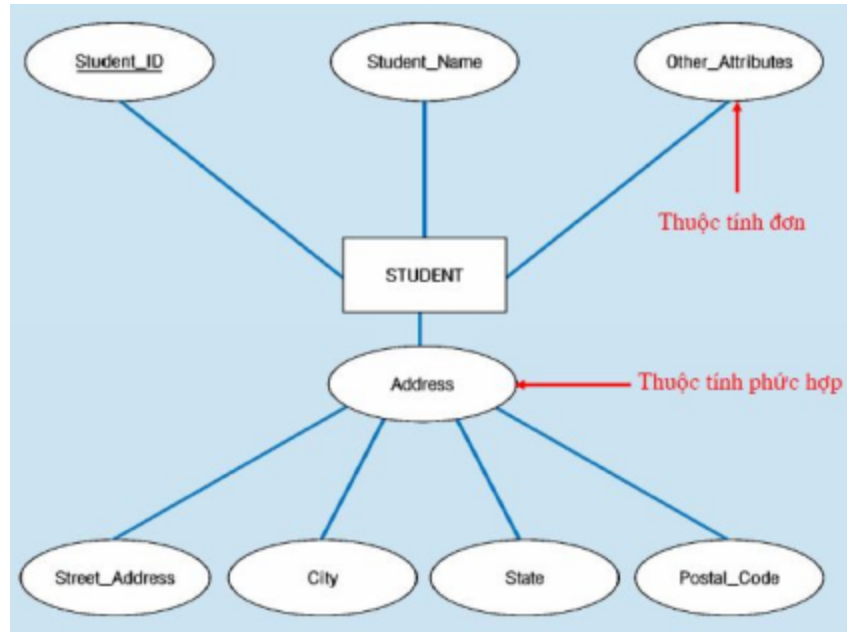 Student_ID
Student_Name
Other_Attributes
Thuộc tính đơn
STUDENT
Address
Thuộc tính phức hợp
Street_Address
City
State
Postal_Code